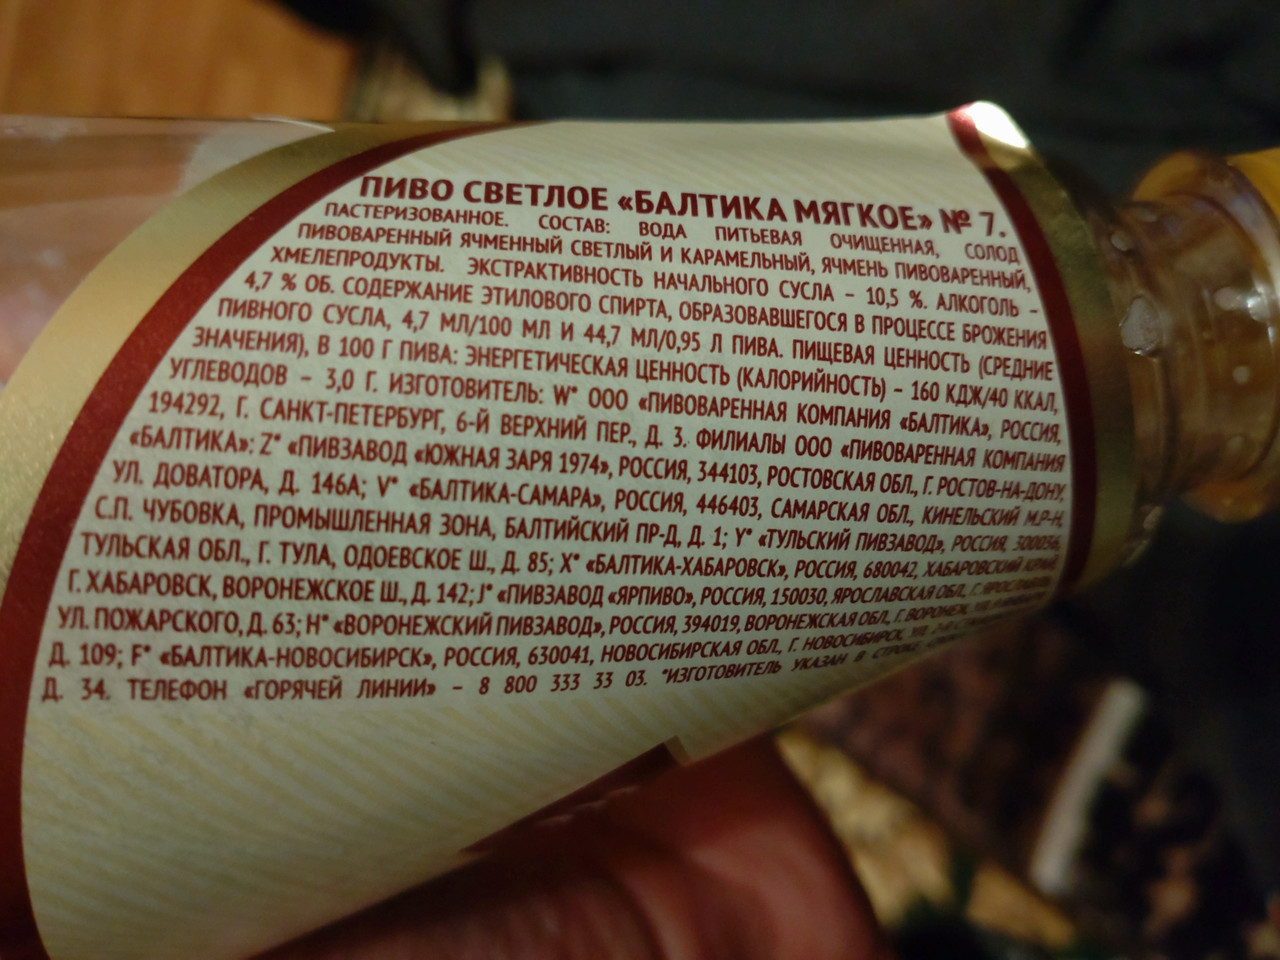 ПИВО СВЕТЛОЕ «БАЛТИКА МЯГКОЕ» № 7.
ПАСТЕРИЗОВАННОЕ. СОСТАВ: ВОДА ПИТЬЕВАЯ ОЧИЩЕННАЯ, СОЛОД
ПИВОВАРЕННЫЙ ЯЧМЕННЫЙ СВЕТЛЫЙ И КАРАМЕЛЬНЫЙ, ЯЧМЕНЬ ПИВОВАРЕННЫЙ,
ХМЕЛЕПРОДУКТЫ. ЭКСТРАКТИВНОСТЬ НАЧАЛЬНОГО СУСЛА – 10,5 %. АЛКОГОЛЬ –
4,7 % ОБ. СОДЕРЖАНИЕ ЭТИЛОВОГО СПИРТА, ОБРАЗОВАВШЕГОСЯ В ПРОЦЕССЕ БРОЖЕНИЯ
ПИВНОГО СУСЛА, 4,7 МЛ/100 МЛ И 44,7 МЛ/0,95 Л ПИВА. ПИЩЕВАЯ ЦЕННОСТЬ (СРЕДНИЕ
ЗНАЧЕНИЯ), В 100 Г ПИВА: ЭНЕРГЕТИЧЕСКАЯ ЦЕННОСТЬ (КАЛОРИЙНОСТЬ) – 160 КДЖ/40 ККАЛ,
УГЛЕВОДОВ – 3,0 Г. ИЗГОТОВИТЕЛЬ: W* ООО «ПИВОВАРЕННАЯ КОМПАНИЯ «БАЛТИКА», РОССИЯ,
194292, Г. САНКТ-ПЕТЕРБУРГ, 6-Й ВЕРХНИЙ ПЕР., Д. 3. ФИЛИАЛЫ ООО «ПИВОВАРЕННАЯ КОМПАНИЯ
«БАЛТИКА»: Z* «ПИВЗАВОД «ЮЖНАЯ ЗАРЯ 1974», РОССИЯ, 344103, РОСТОВСКАЯ ОБЛ., Г. РОСТОВ-НА-ДОНУ,
УЛ. ДОВАТОРА, Д. 146А; V* «БАЛТИКА-САМАРА», РОССИЯ, 446403, САМАРСКАЯ ОБЛ., КИНЕЛЬСКИЙ М.Р-Н,
С.П. ЧУБОВКА, ПРОМЫШЛЕННАЯ ЗОНА, БАЛТИЙСКИЙ ПР-Д, Д. 1; Y* «ТУЛЬСКИЙ ПИВЗАВОД», РОССИЯ, 300036,
ТУЛЬСКАЯ ОБЛ., Г. ТУЛА, ОДОЕВСКОЕ Ш., Д. 85; X* «БАЛТИКА-ХАБАРОВСК», РОССИЯ, 680042, ХАБАРОВСКИЙ КРАЙ
Г. ХАБАРОВСК, ВОРОНЕЖСКОЕ Ш., Д. 142; J* «ПИВЗАВОД «ЯРПИВО», РОССИЯ, 150030, ЯРОСЛАВСКАЯ ОБЛ., Г. ЯРОСЛАВЛЬ
УЛ. ПОЖАРСКОГО, Д. 63; H* «ВОРОНЕЖСКИЙ ПИВЗАВОД», РОССИЯ, 394019, ВОРОНЕЖСКАЯ ОБЛ., Г. ВОРОНЕЖ, УЛ.
Д. 109; F* «БАЛТИКА-НОВОСИБИРСК», РОССИЯ, 630041, НОВОСИБИРСКАЯ ОБЛ., Г. НОВОСИБИРСК, УЛ. 2-Я
Д. 34. ТЕЛЕФОН «ГОРЯЧЕЙ ЛИНИИ» – 8 800 333 33 03. *ИЗГОТОВИТЕЛЬ УКАЗАН В СТРОКЕ